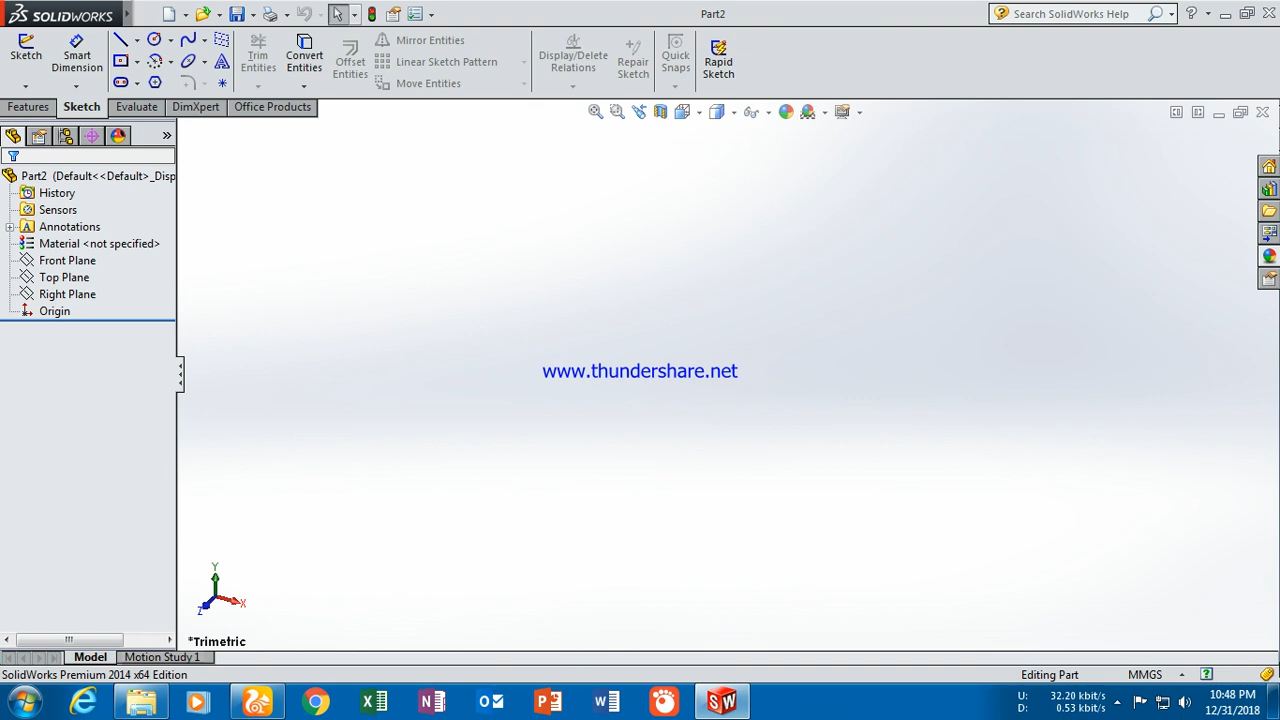 SOLIDWORKS
Part2
Search SolidWorks Help
Sketch
Smart Dimension
Trim Entities
Convert Entities
Offset Entities
Mirror Entities
Linear Sketch Pattern
Move Entities
Display/Delete Relations
Repair Sketch
Quick Snaps
Rapid Sketch
Features
Sketch
Evaluate
DimXpert
Office Products
Part2 (Default<<Default>_Disp
History
Sensors
Annotations
Material <not specified>
Front Plane
Top Plane
Right Plane
Origin
www.thundershare.net
Y
X
Z
*Trimetric
Model
Motion Study 1
SolidWorks Premium 2014 x64 Edition
Editing Part
MMGS
U: 32.20 kbit/s
D: 0.53 kbit/s
10:48 PM
12/31/2018